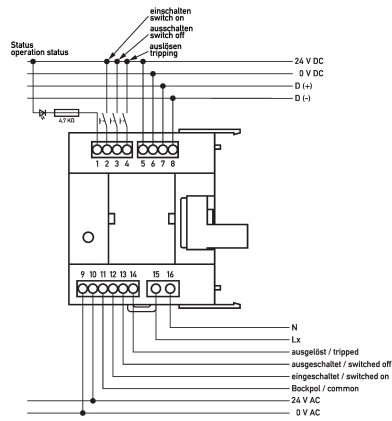 einschalten
switch on
ausschalten
switch off
auslösen
tripping
Status
operation status
24 V DC
0 V DC
D (+)
D (-)
4,7 KΩ
1 2 3 4 5 6 7 8
9 10 11 12 13 14 15 16
N
Lx
ausgelöst / tripped
ausgeschaltet / switched off
eingeschaltet / switched on
Bockpol / common
24 V AC
0 V AC